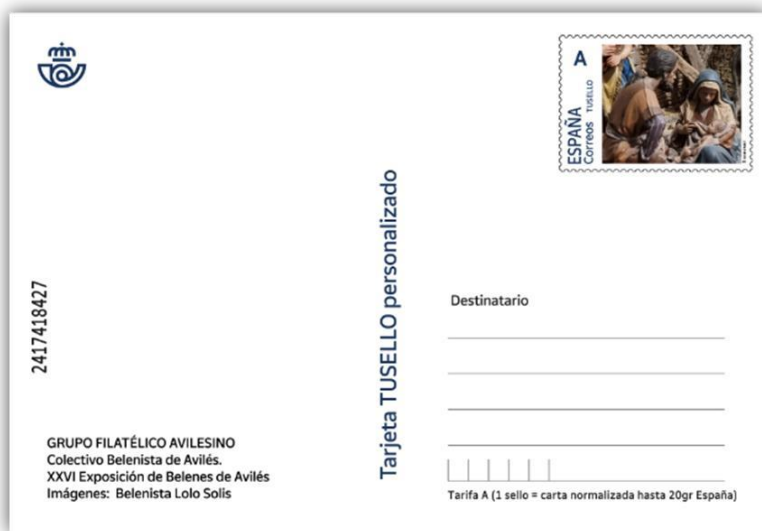 A
ESPAÑA
Correos TUSELLO
Tarjeta TUSELLO personalizado
2417418427
Destinatario
GRUPO FILATÉLICO AVILESINO
Colectivo Belenista de Avilés.
XXVI Exposición de Belenes de Avilés
Imágenes: Belenista Lolo Solis
Tarifa A (1 sello = carta normalizada hasta 20gr España)